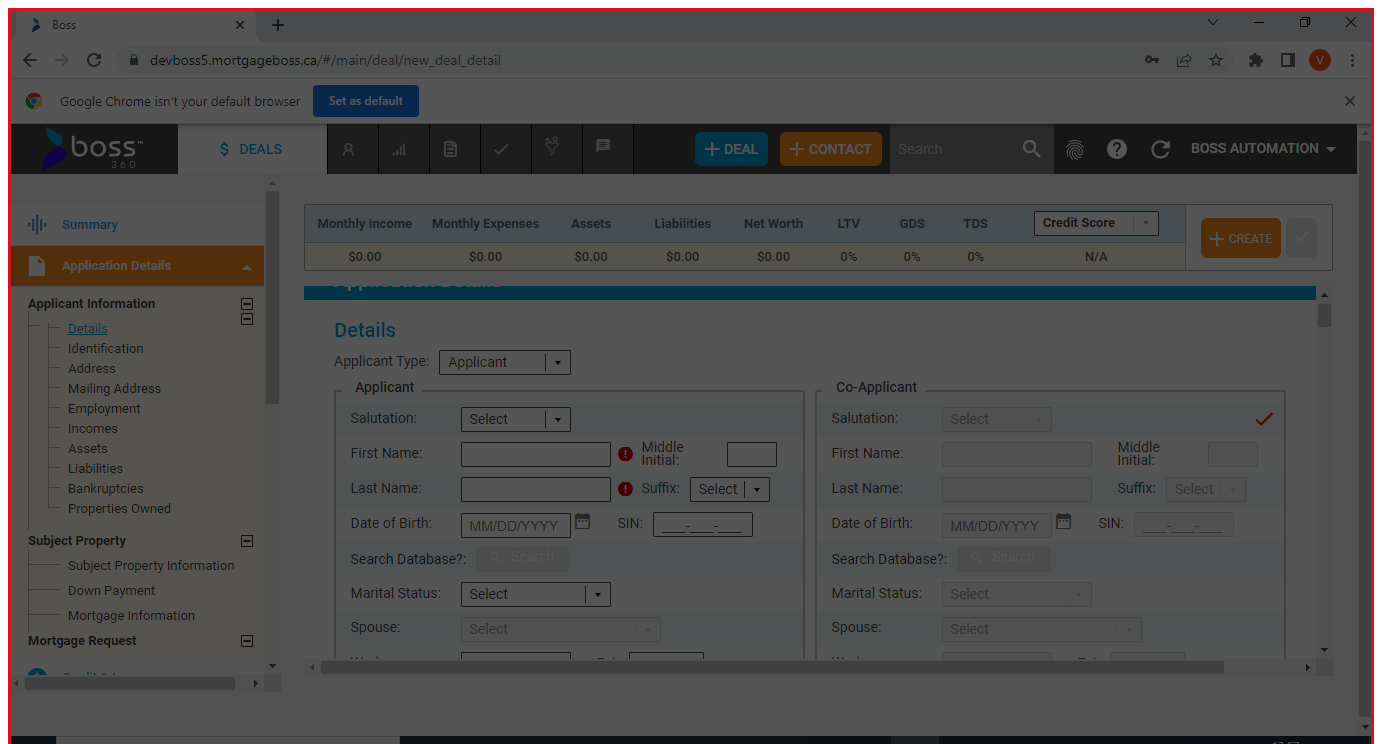 Boss
devboss5.mortgageboss.ca/#/main/deal/new_deal_detail
V
Google Chrome isn't your default browser Set as default
boss™ 360
$ DEALS
+ DEAL + CONTACT Search BOSS AUTOMATION
Summary
Application Details
Applicant Information
Details
Identification
Address
Mailing Address
Employment
Incomes
Assets
Liabilities
Bankruptcies
Properties Owned
Subject Property
Subject Property Information
Down Payment
Mortgage Information
Mortgage Request
Monthly Income Monthly Expenses Assets Liabilities Net Worth LTV GDS TDS Credit Score
$0.00 $0.00 $0.00 $0.00 $0.00 0% 0% 0% N/A
+ CREATE
Application Details
Details
Applicant Type: Applicant
Applicant
Salutation: Select
First Name: Middle Initial:
Last Name: Suffix: Select
Date of Birth: MM/DD/YYYY SIN: ___-___-___
Search Database?: Search
Marital Status: Select
Spouse: Select
Co-Applicant
Salutation: Select
First Name: Middle Initial:
Last Name: Suffix: Select
Date of Birth: MM/DD/YYYY SIN: ___-___-___
Search Database?: Search
Marital Status: Select
Spouse: Select